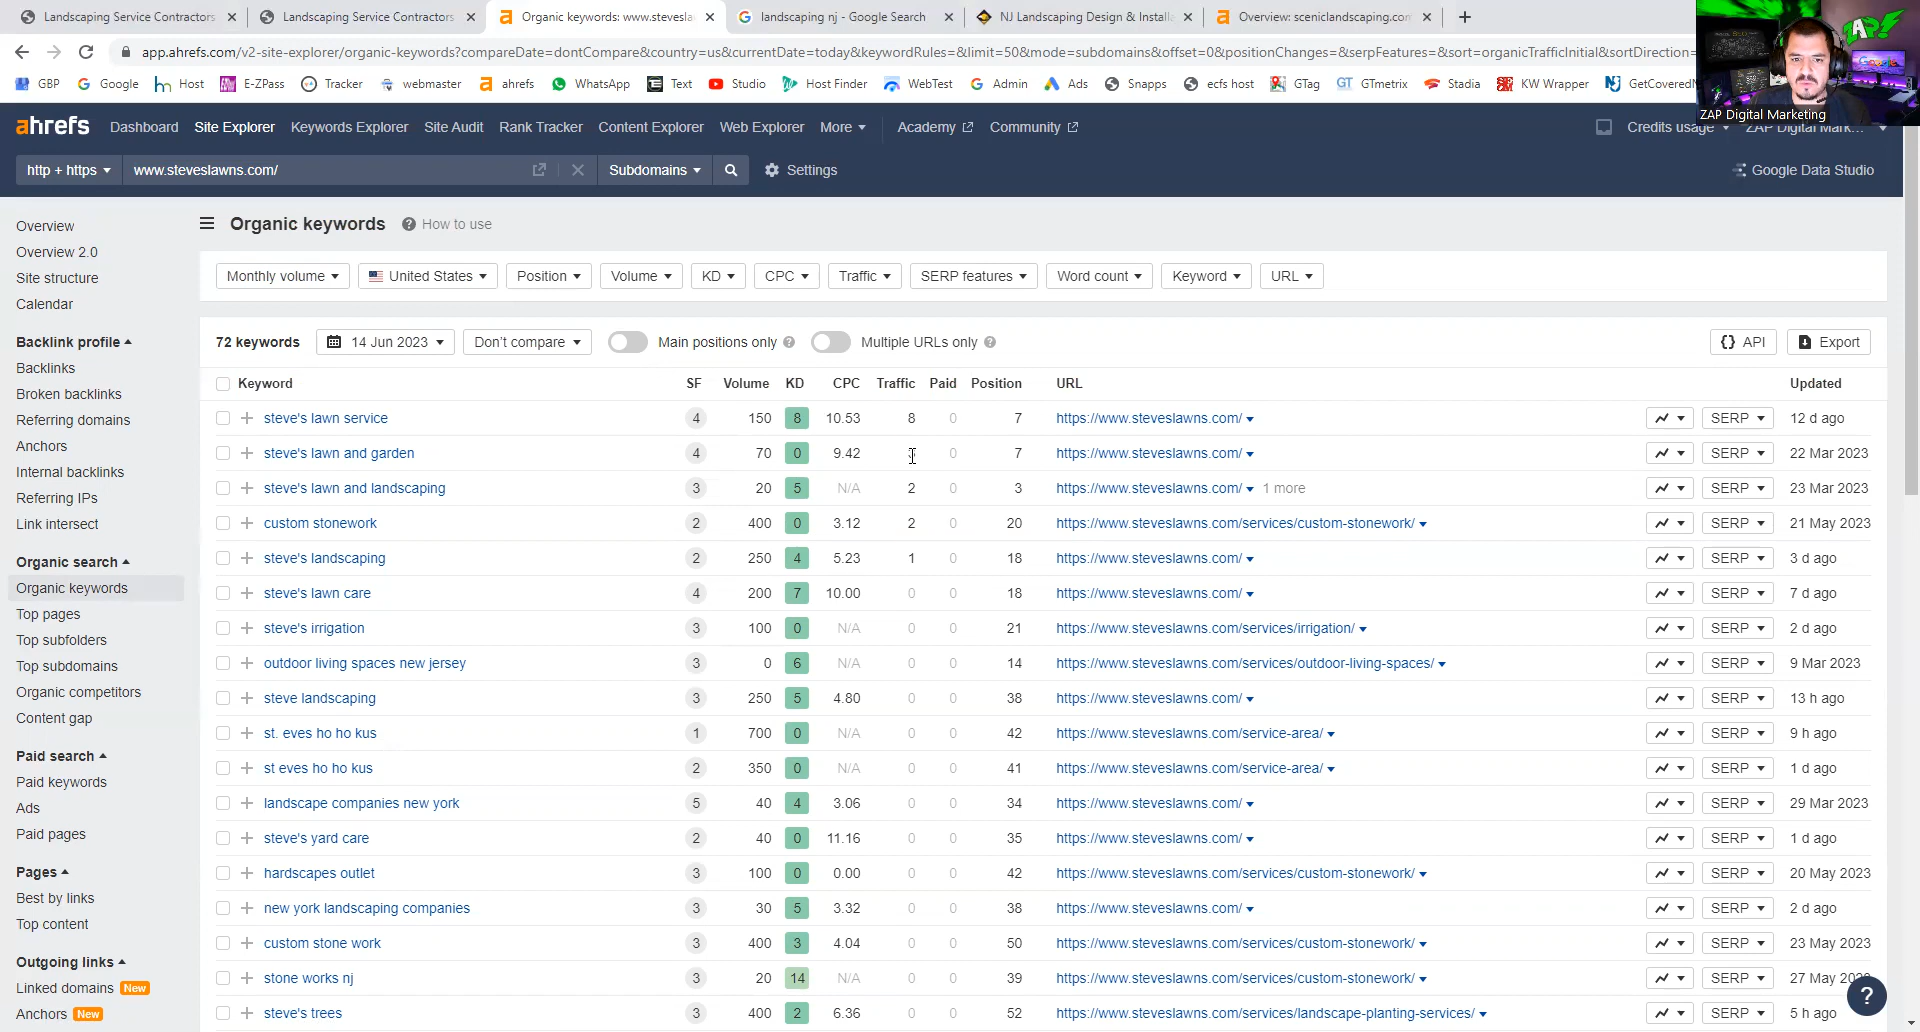 Landscaping Service Contractors
Landscaping Service Contractors
Organic keywords: www.stevesla
landscaping nj - Google Search
NJ Landscaping Design & Installa
Overview: sceniclandscaping.com
app.ahrefs.com/v2-site-explorer/organic-keywords?compareDate=dontCompare&country=us&currentDate=today&keywordRules=&limit=50&mode=subdomains&offset=0&positionChanges=&serpFeatures=&sort=organicTrafficInitial&sortDirection=
GBP Google Host E-ZPass Tracker webmaster ahrefs WhatsApp Text Studio Host Finder WebTest Admin Ads Snapps ecfs host GTag GTmetrix Stadia KW Wrapper
ZAP!
ZAP Digital Marketing
ahrefs Dashboard Site Explorer Keywords Explorer Site Audit Rank Tracker Content Explorer Web Explorer More Academy Community Credits usage ZAP Digital Mark...
http + https www.steveslawns.com/ Subdomains Settings Google Data Studio
Overview
Overview 2.0
Site structure
Calendar
Backlink profile
Backlinks
Broken backlinks
Referring domains
Anchors
Internal backlinks
Referring IPs
Link intersect
Organic search
Organic keywords
Top pages
Top subfolders
Top subdomains
Organic competitors
Content gap
Paid search
Paid keywords
Ads
Paid pages
Pages
Best by links
Top content
Outgoing links
Linked domains New
Anchors New
Organic keywords ? How to use
Monthly volume United States Position Volume KD CPC Traffic SERP features Word count Keyword URL
72 keywords 14 Jun 2023 Don't compare Main positions only ? Multiple URLs only ? {} API Export
Keyword SF Volume KD CPC Traffic Paid Position URL Updated
steve's lawn service 4 150 8 10.53 8 0 7 https://www.steveslawns.com/ SERP 12 d ago
steve's lawn and garden 4 70 0 9.42 0 7 https://www.steveslawns.com/ SERP 22 Mar 2023
steve's lawn and landscaping 3 20 5 N/A 2 0 3 https://www.steveslawns.com/ 1 more SERP 23 Mar 2023
custom stonework 2 400 0 3.12 2 0 20 https://www.steveslawns.com/services/custom-stonework/ SERP 21 May 2023
steve's landscaping 2 250 4 5.23 1 0 18 https://www.steveslawns.com/ SERP 3 d ago
steve's lawn care 4 200 7 10.00 0 0 18 https://www.steveslawns.com/ SERP 7 d ago
steve's irrigation 3 100 0 N/A 0 0 21 https://www.steveslawns.com/services/irrigation/ SERP 2 d ago
outdoor living spaces new jersey 3 0 6 N/A 0 0 14 https://www.steveslawns.com/services/outdoor-living-spaces/ SERP 9 Mar 2023
steve landscaping 3 250 5 4.80 0 0 38 https://www.steveslawns.com/ SERP 13 h ago
st. eves ho ho kus 1 700 0 N/A 0 0 42 https://www.steveslawns.com/service-area/ SERP 9 h ago
st eves ho ho kus 2 350 0 N/A 0 0 41 https://www.steveslawns.com/service-area/ SERP 1 d ago
landscape companies new york 5 40 4 3.06 0 0 34 https://www.steveslawns.com/ SERP 29 Mar 2023
steve's yard care 2 40 0 11.16 0 0 35 https://www.steveslawns.com/ SERP 1 d ago
hardscapes outlet 3 100 0 0.00 0 0 42 https://www.steveslawns.com/services/custom-stonework/ SERP 20 May 2023
new york landscaping companies 3 30 5 3.32 0 0 38 https://www.steveslawns.com/ SERP 2 d ago
custom stone work 3 400 3 4.04 0 0 50 https://www.steveslawns.com/services/custom-stonework/ SERP 23 May 2023
stone works nj 3 20 14 N/A 0 0 39 https://www.steveslawns.com/services/custom-stonework/ SERP 27 May
steve's trees 3 400 2 6.36 0 0 52 https://www.steveslawns.com/services/landscape-planting-services/ SERP 5 h ago
?